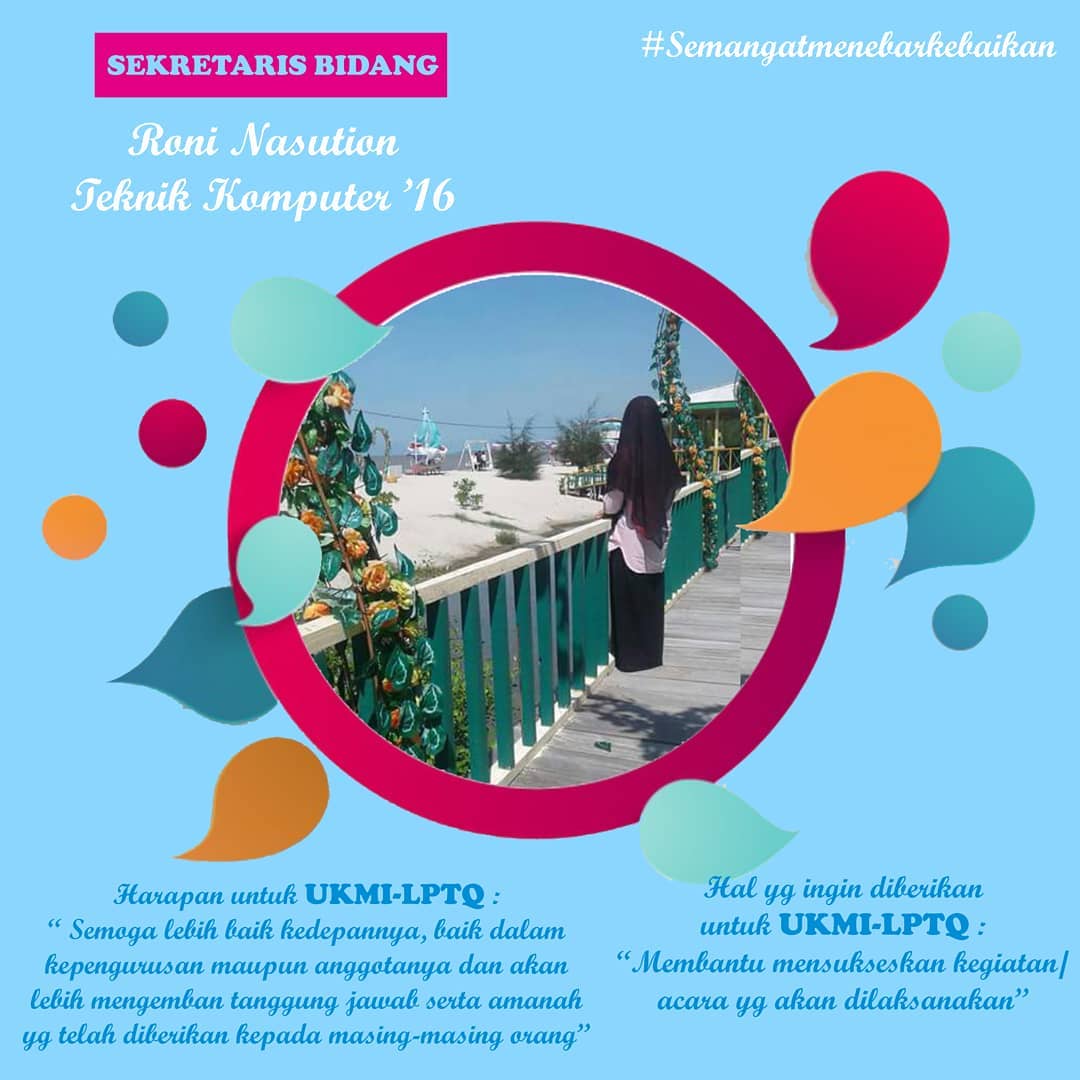 SEKRETARIS BIDANG
#Semangatmenebarkebaikan
Roni Nasution
Teknik Komputer ’16
Harapan untuk UKMI-LPTQ :
“ Semoga lebih baik kedepannya, baik dalam
kepengurusan maupun anggotanya dan akan
lebih mengemban tanggung jawab serta amanah
yg telah diberikan kepada masing-masing orang”
Hal yg ingin diberikan
untuk UKMI-LPTQ :
“Membantu mensukseskan kegiatan/
acara yg akan dilaksanakan”